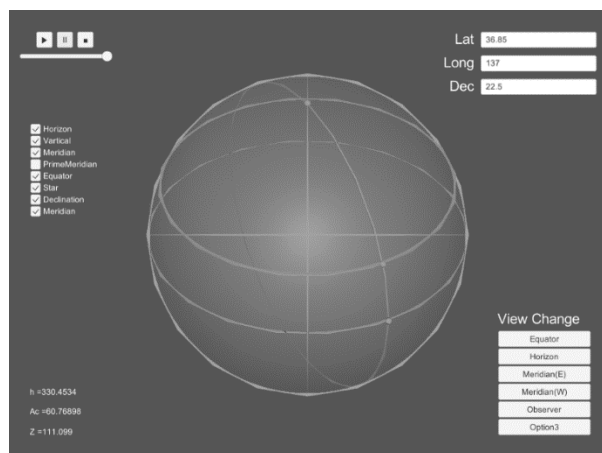 Lat 36.85
Long 137
Dec 22.5
Horizon
Vartical
Meridian
PrimeMeridian
Equator
Star
Declination
Meridian
View Change
Equator
Horizon
Meridian(E)
Meridian(W)
Observer
Option3
h =330.4534
Ac =60.76898
Z =111.099